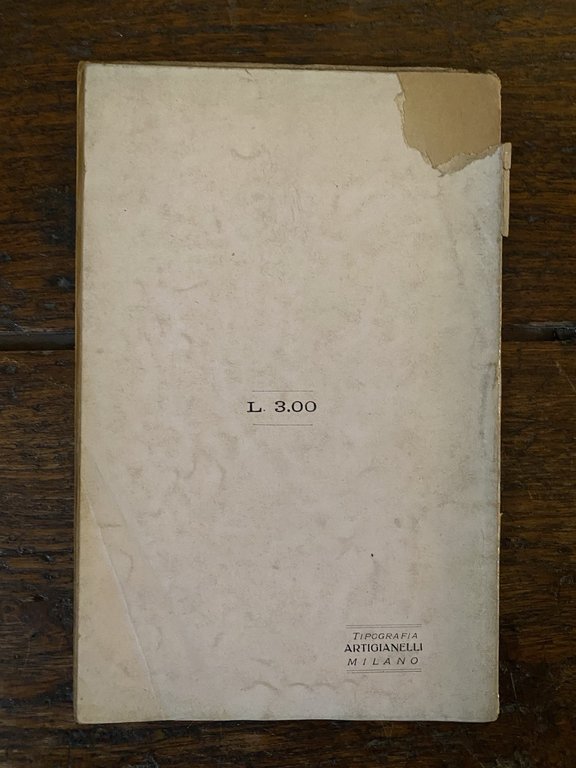 L. 3.00
TIPOGRAFIA
ARTIGIANELLI
MILANO